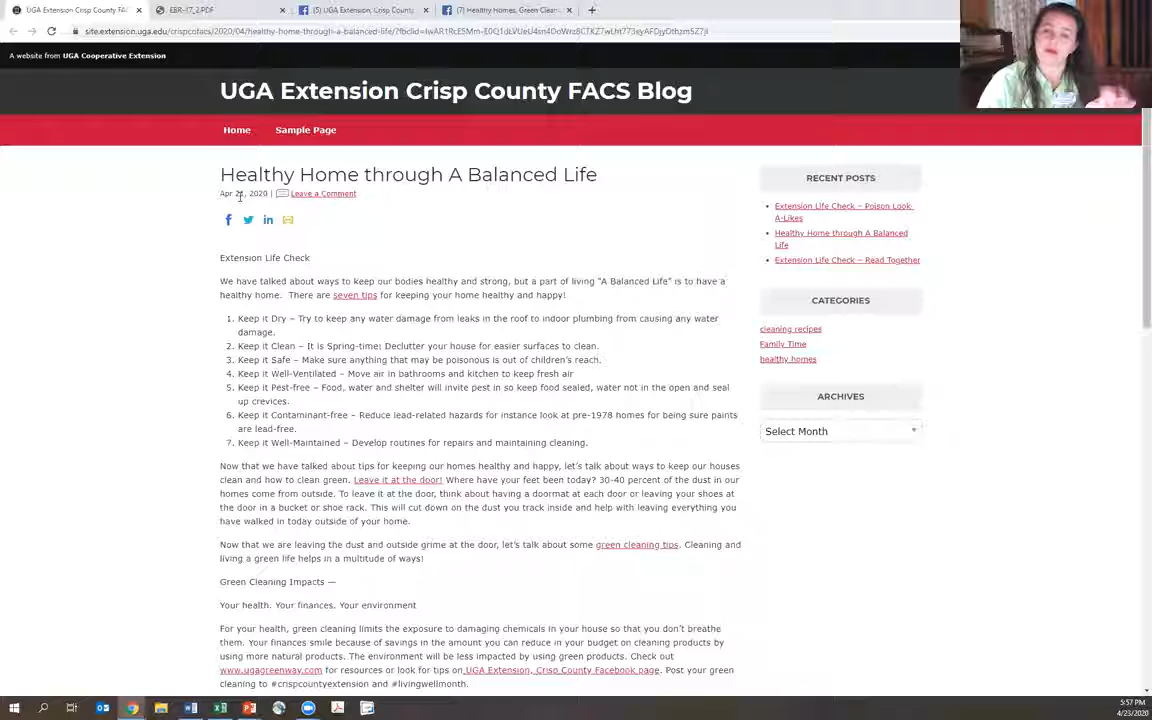 UGA Extension Crisp County FA
EBR-17_2.PDF
(5) UGA Extension, Crisp County
(7) Healthy Homes, Green Clean
A website from UGA Cooperative Extension
UGA Extension Crisp County FACS Blog
Home Sample Page
Healthy Home through A Balanced Life
Apr 21, 2020 | Leave a Comment
Extension Life Check
We have talked about ways to keep our bodies healthy and strong, but a part of living "A Balanced Life" is to have a
healthy home. There are seven tips for keeping your home healthy and happy!
1. Keep it Dry – Try to keep any water damage from leaks in the roof to indoor plumbing from causing any water
damage.
2. Keep it Clean – It is Spring-time! Declutter your house for easier surfaces to clean.
3. Keep it Safe – Make sure anything that may be poisonous is out of children's reach.
4. Keep it Well-Ventilated – Move air in bathrooms and kitchen to keep fresh air
5. Keep it Pest-free – Food, water and shelter will invite pest in so keep food sealed, water not in the open and seal
up crevices.
6. Keep it Contaminant-free – Reduce lead-related hazards for instance look at pre-1978 homes for being sure paints
are lead-free.
7. Keep it Well-Maintained – Develop routines for repairs and maintaining cleaning.
Now that we have talked about tips for keeping our homes healthy and happy, let's talk about ways to keep our houses
clean and how to clean green. Leave it at the door! Where have your feet been today? 30-40 percent of the dust in our
homes come from outside. To leave it at the door, think about having a doormat at each door or leaving your shoes at
the door in a bucket or shoe rack. This will cut down on the dust you track inside and help with leaving everything you
have walked in today outside of your home.
Now that we are leaving the dust and outside grime at the door, let's talk about some green cleaning tips. Cleaning and
living a green life helps in a multitude of ways!
Green Cleaning Impacts —
Your health. Your finances. Your environment
For your health, green cleaning limits the exposure to damaging chemicals in your house so that you don't breathe
them. Your finances smile because of savings in the amount you can reduce in your budget on cleaning products by
using more natural products. The environment will be less impacted by using green products. Check out
www.ugagreenway.com for resources or look for tips on UGA Extension, Crisp County Facebook page. Post your green
cleaning to #crispcountyextension and #livingwellmonth.
RECENT POSTS
Extension Life Check – Poison Look-
A-Likes
Healthy Home through A Balanced
Life
Extension Life Check – Read Together
CATEGORIES
cleaning recipes
Family Time
healthy homes
ARCHIVES
Select Month
5:57 PM
4/23/2020